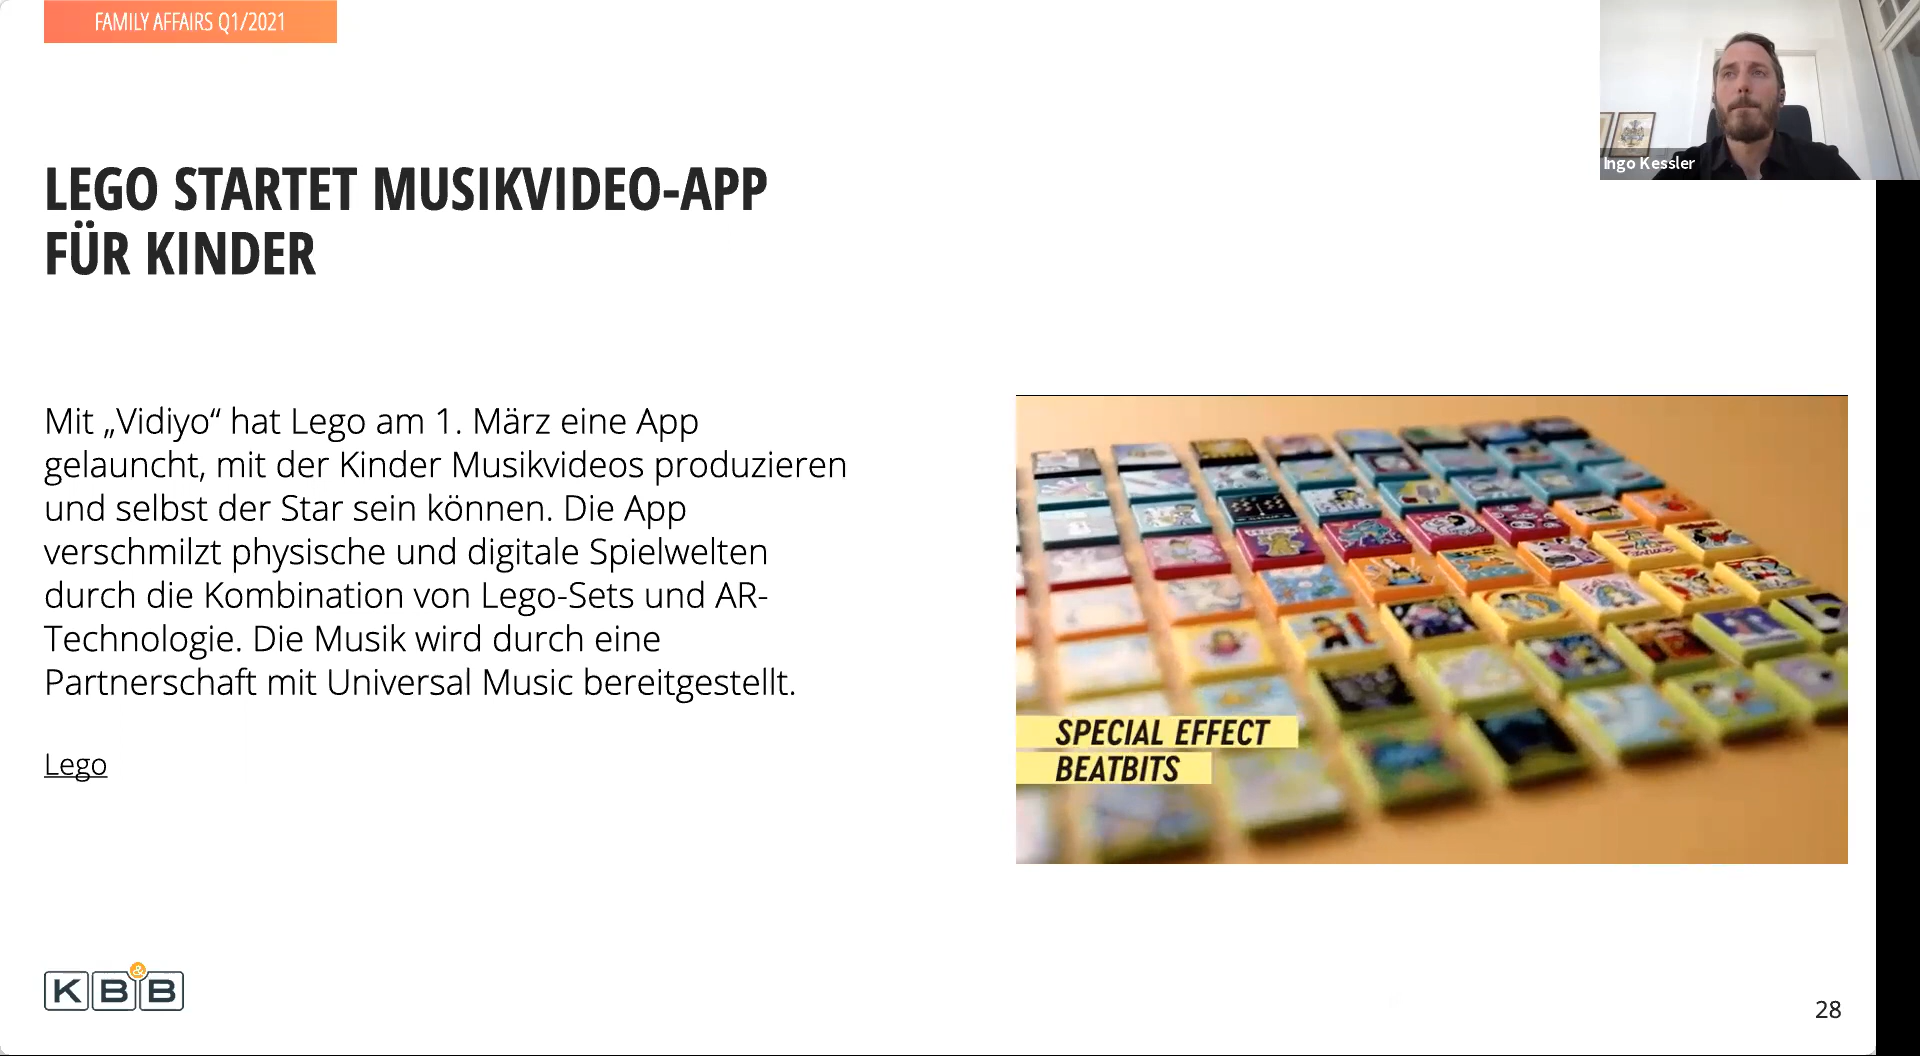 FAMILY AFFAIRS Q1/2021
Ingo Kessler
LEGO STARTET MUSIKVIDEO-APP
FÜR KINDER
Mit „Vidiyo“ hat Lego am 1. März eine App
gelauncht, mit der Kinder Musikvideos produzieren
und selbst der Star sein können. Die App
verschmilzt physische und digitale Spielwelten
durch die Kombination von Lego-Sets und AR-
Technologie. Die Musik wird durch eine
Partnerschaft mit Universal Music bereitgestellt.
Lego
SPECIAL EFFECT
BEATBITS
KB&B
28